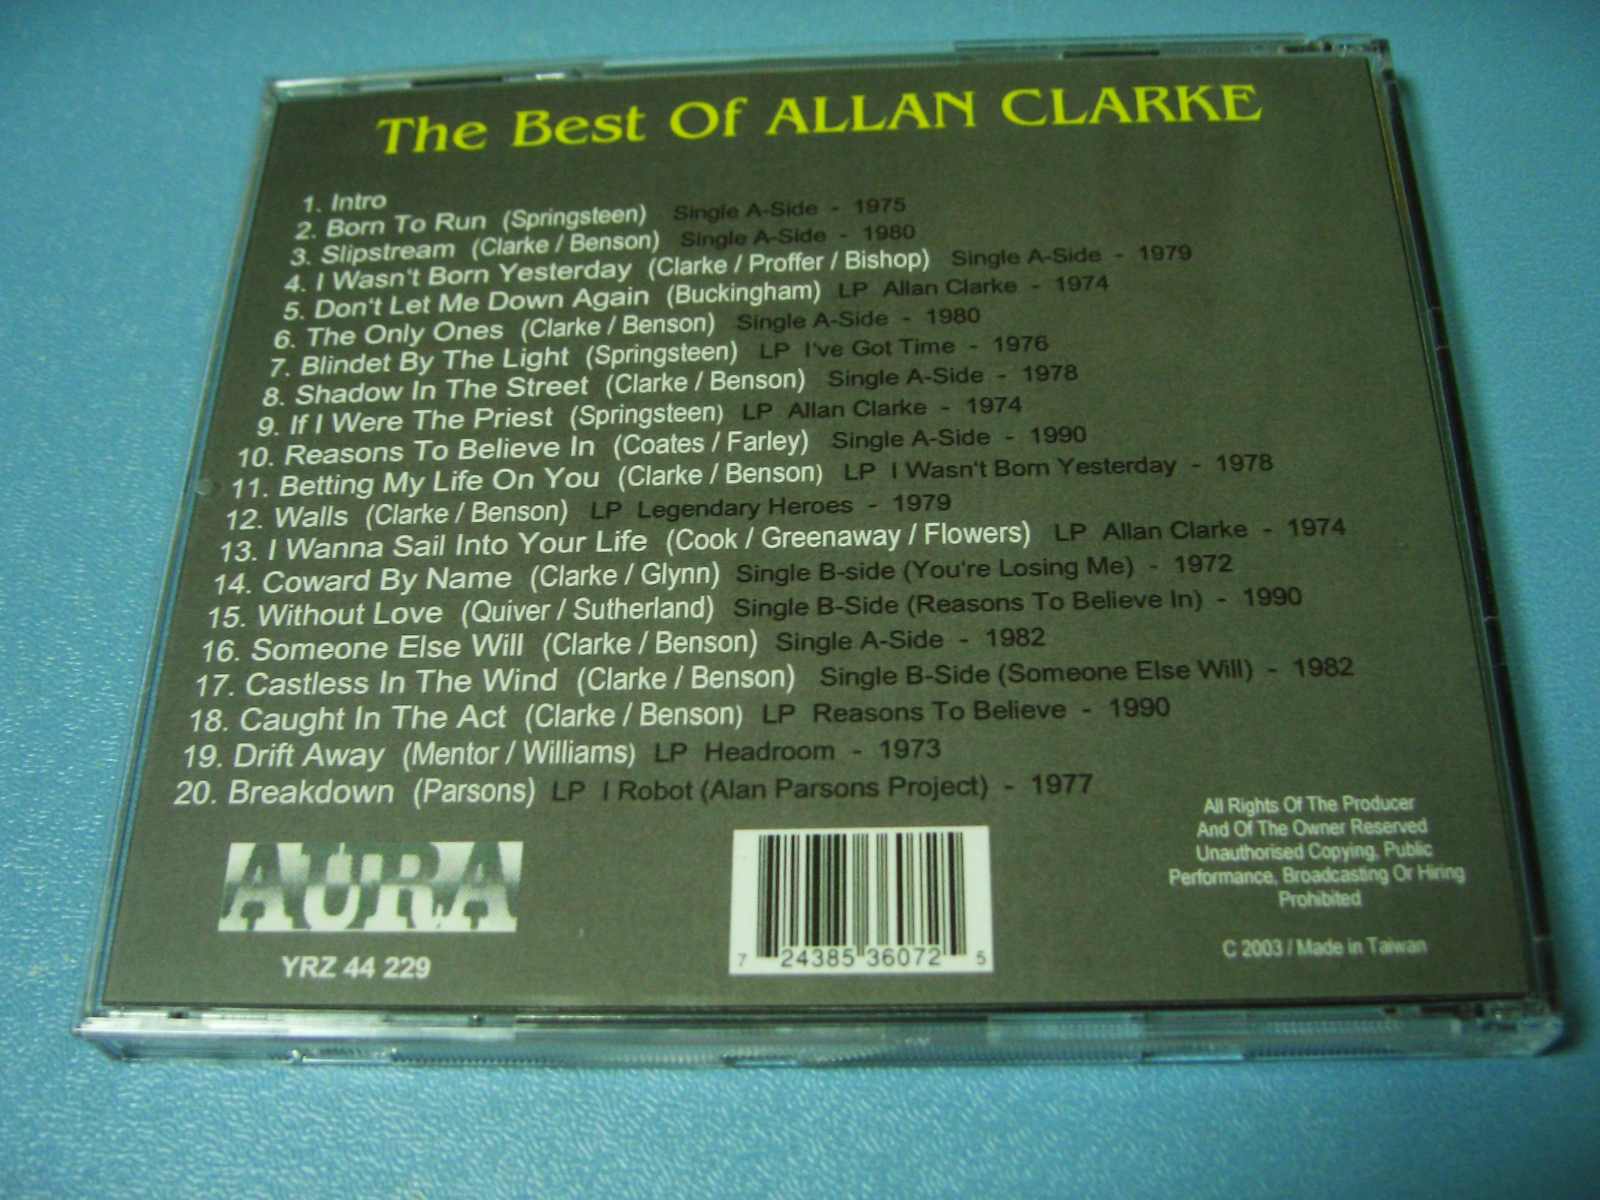 The Best Of ALLAN CLARKE
1. Intro
2. Born To Run (Springsteen) Single A-Side - 1975
3. Slipstream (Clarke / Benson) Single A-Side - 1980
4. I Wasn't Born Yesterday (Clarke / Proffer / Bishop) Single A-Side - 1979
5. Don't Let Me Down Again (Buckingham) LP Allan Clarke - 1974
6. The Only Ones (Clarke / Benson) Single A-Side - 1980
7. Blindet By The Light (Springsteen) LP I've Got Time - 1976
8. Shadow In The Street (Clarke / Benson) Single A-Side - 1978
9. If I Were The Priest (Springsteen) LP Allan Clarke - 1974
10. Reasons To Believe In (Coates / Farley) Single A-Side - 1990
11. Betting My Life On You (Clarke / Benson) LP I Wasn't Born Yesterday - 1978
12. Walls (Clarke / Benson) LP Legendary Heroes - 1979
13. I Wanna Sail Into Your Life (Cook / Greenaway / Flowers) LP Allan Clarke - 1974
14. Coward By Name (Clarke / Glynn) Single B-side (You're Losing Me) - 1972
15. Without Love (Quiver / Sutherland) Single B-Side (Reasons To Believe In) - 1990
16. Someone Else Will (Clarke / Benson) Single A-Side - 1982
17. Castless In The Wind (Clarke / Benson) Single B-Side (Someone Else Will) - 1982
18. Caught In The Act (Clarke / Benson) LP Reasons To Believe - 1990
19. Drift Away (Mentor / Williams) LP Headroom - 1973
20. Breakdown (Parsons) LP I Robot (Alan Parsons Project) - 1977
AURA
YRZ 44 229
7 24385 36072 5
All Rights Of The Producer
And Of The Owner Reserved
Unauthorised Copying, Public
Performance, Broadcasting Or Hiring
Prohibited
C 2003 / Made in Taiwan